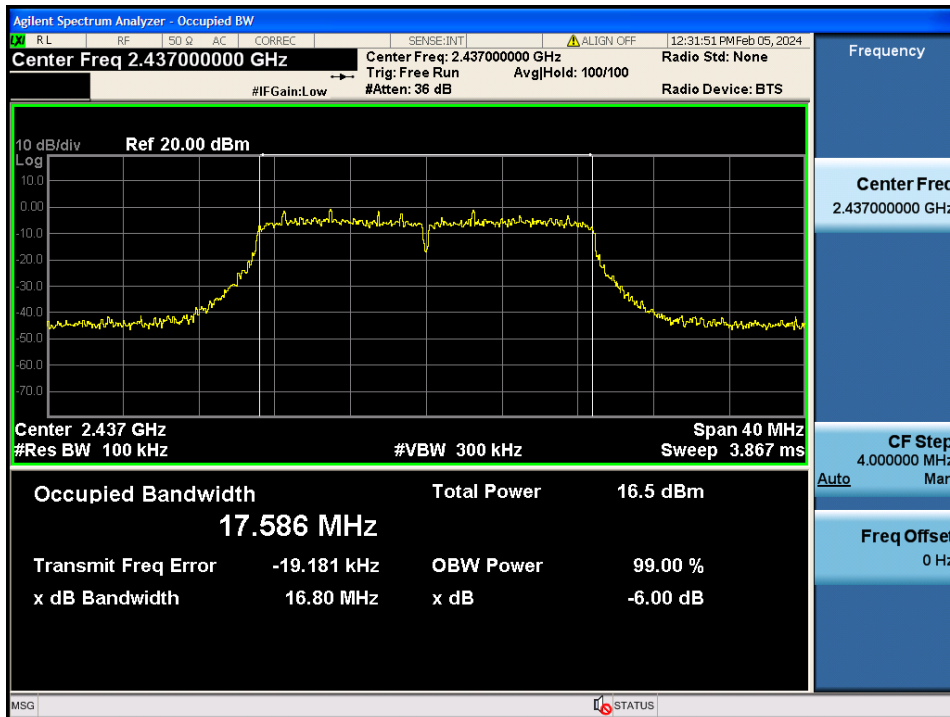 Agilent Spectrum Analyzer - Occupied BW
LXI RL RF 50 Ω AC CORREC SENSE:INT ALIGN OFF 12:31:51 PM Feb 05, 2024
Center Freq 2.437000000 GHz
Center Freq: 2.437000000 GHz
Radio Std: None
Trig: Free Run Avg|Hold: 100/100
#IFGain:Low
#Atten: 36 dB
Radio Device: BTS
10 dB/div Ref 20.00 dBm
Log
10.0
0.00
-10.0
-20.0
-30.0
-40.0
-50.0
-60.0
-70.0
Center 2.437 GHz Span 40 MHz
#Res BW 100 kHz #VBW 300 kHz Sweep 3.867 ms
Occupied Bandwidth Total Power 16.5 dBm
17.586 MHz
Transmit Freq Error -19.181 kHz OBW Power 99.00 %
x dB Bandwidth 16.80 MHz x dB -6.00 dB
MSG STATUS
Frequency
Center Freq
2.437000000 GHz
CF Step
4.000000 MHz
Auto Man
Freq Offset
0 Hz